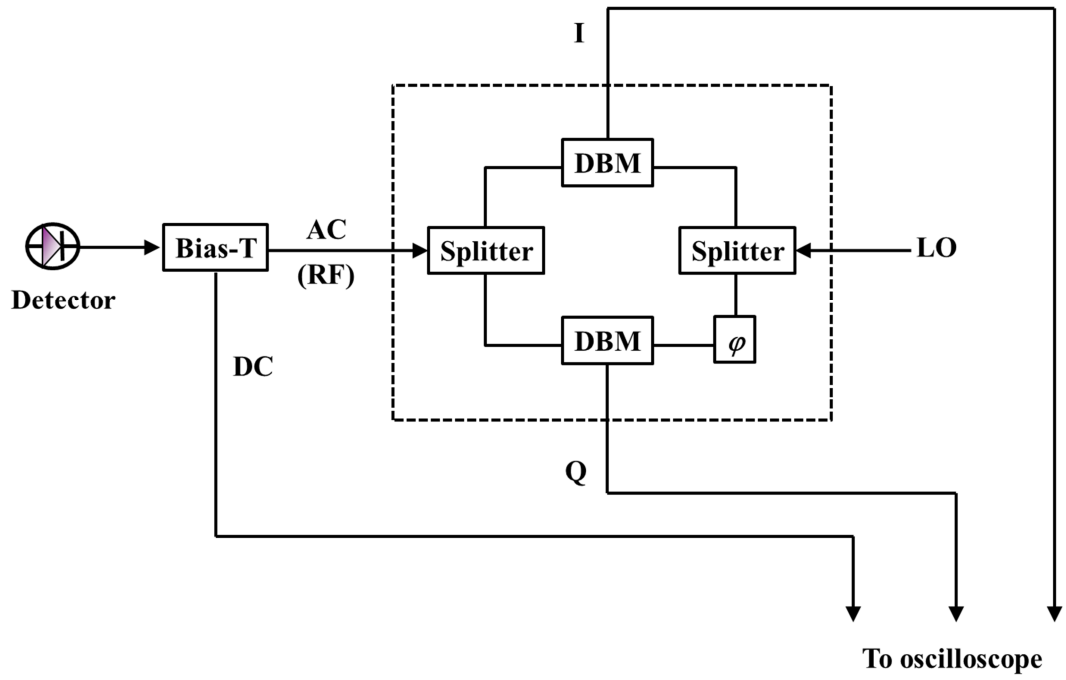 I
DBM
AC
Bias-T
Splitter
Splitter
LO
(RF)
Detector
DBM
φ
DC
Q
To oscilloscope